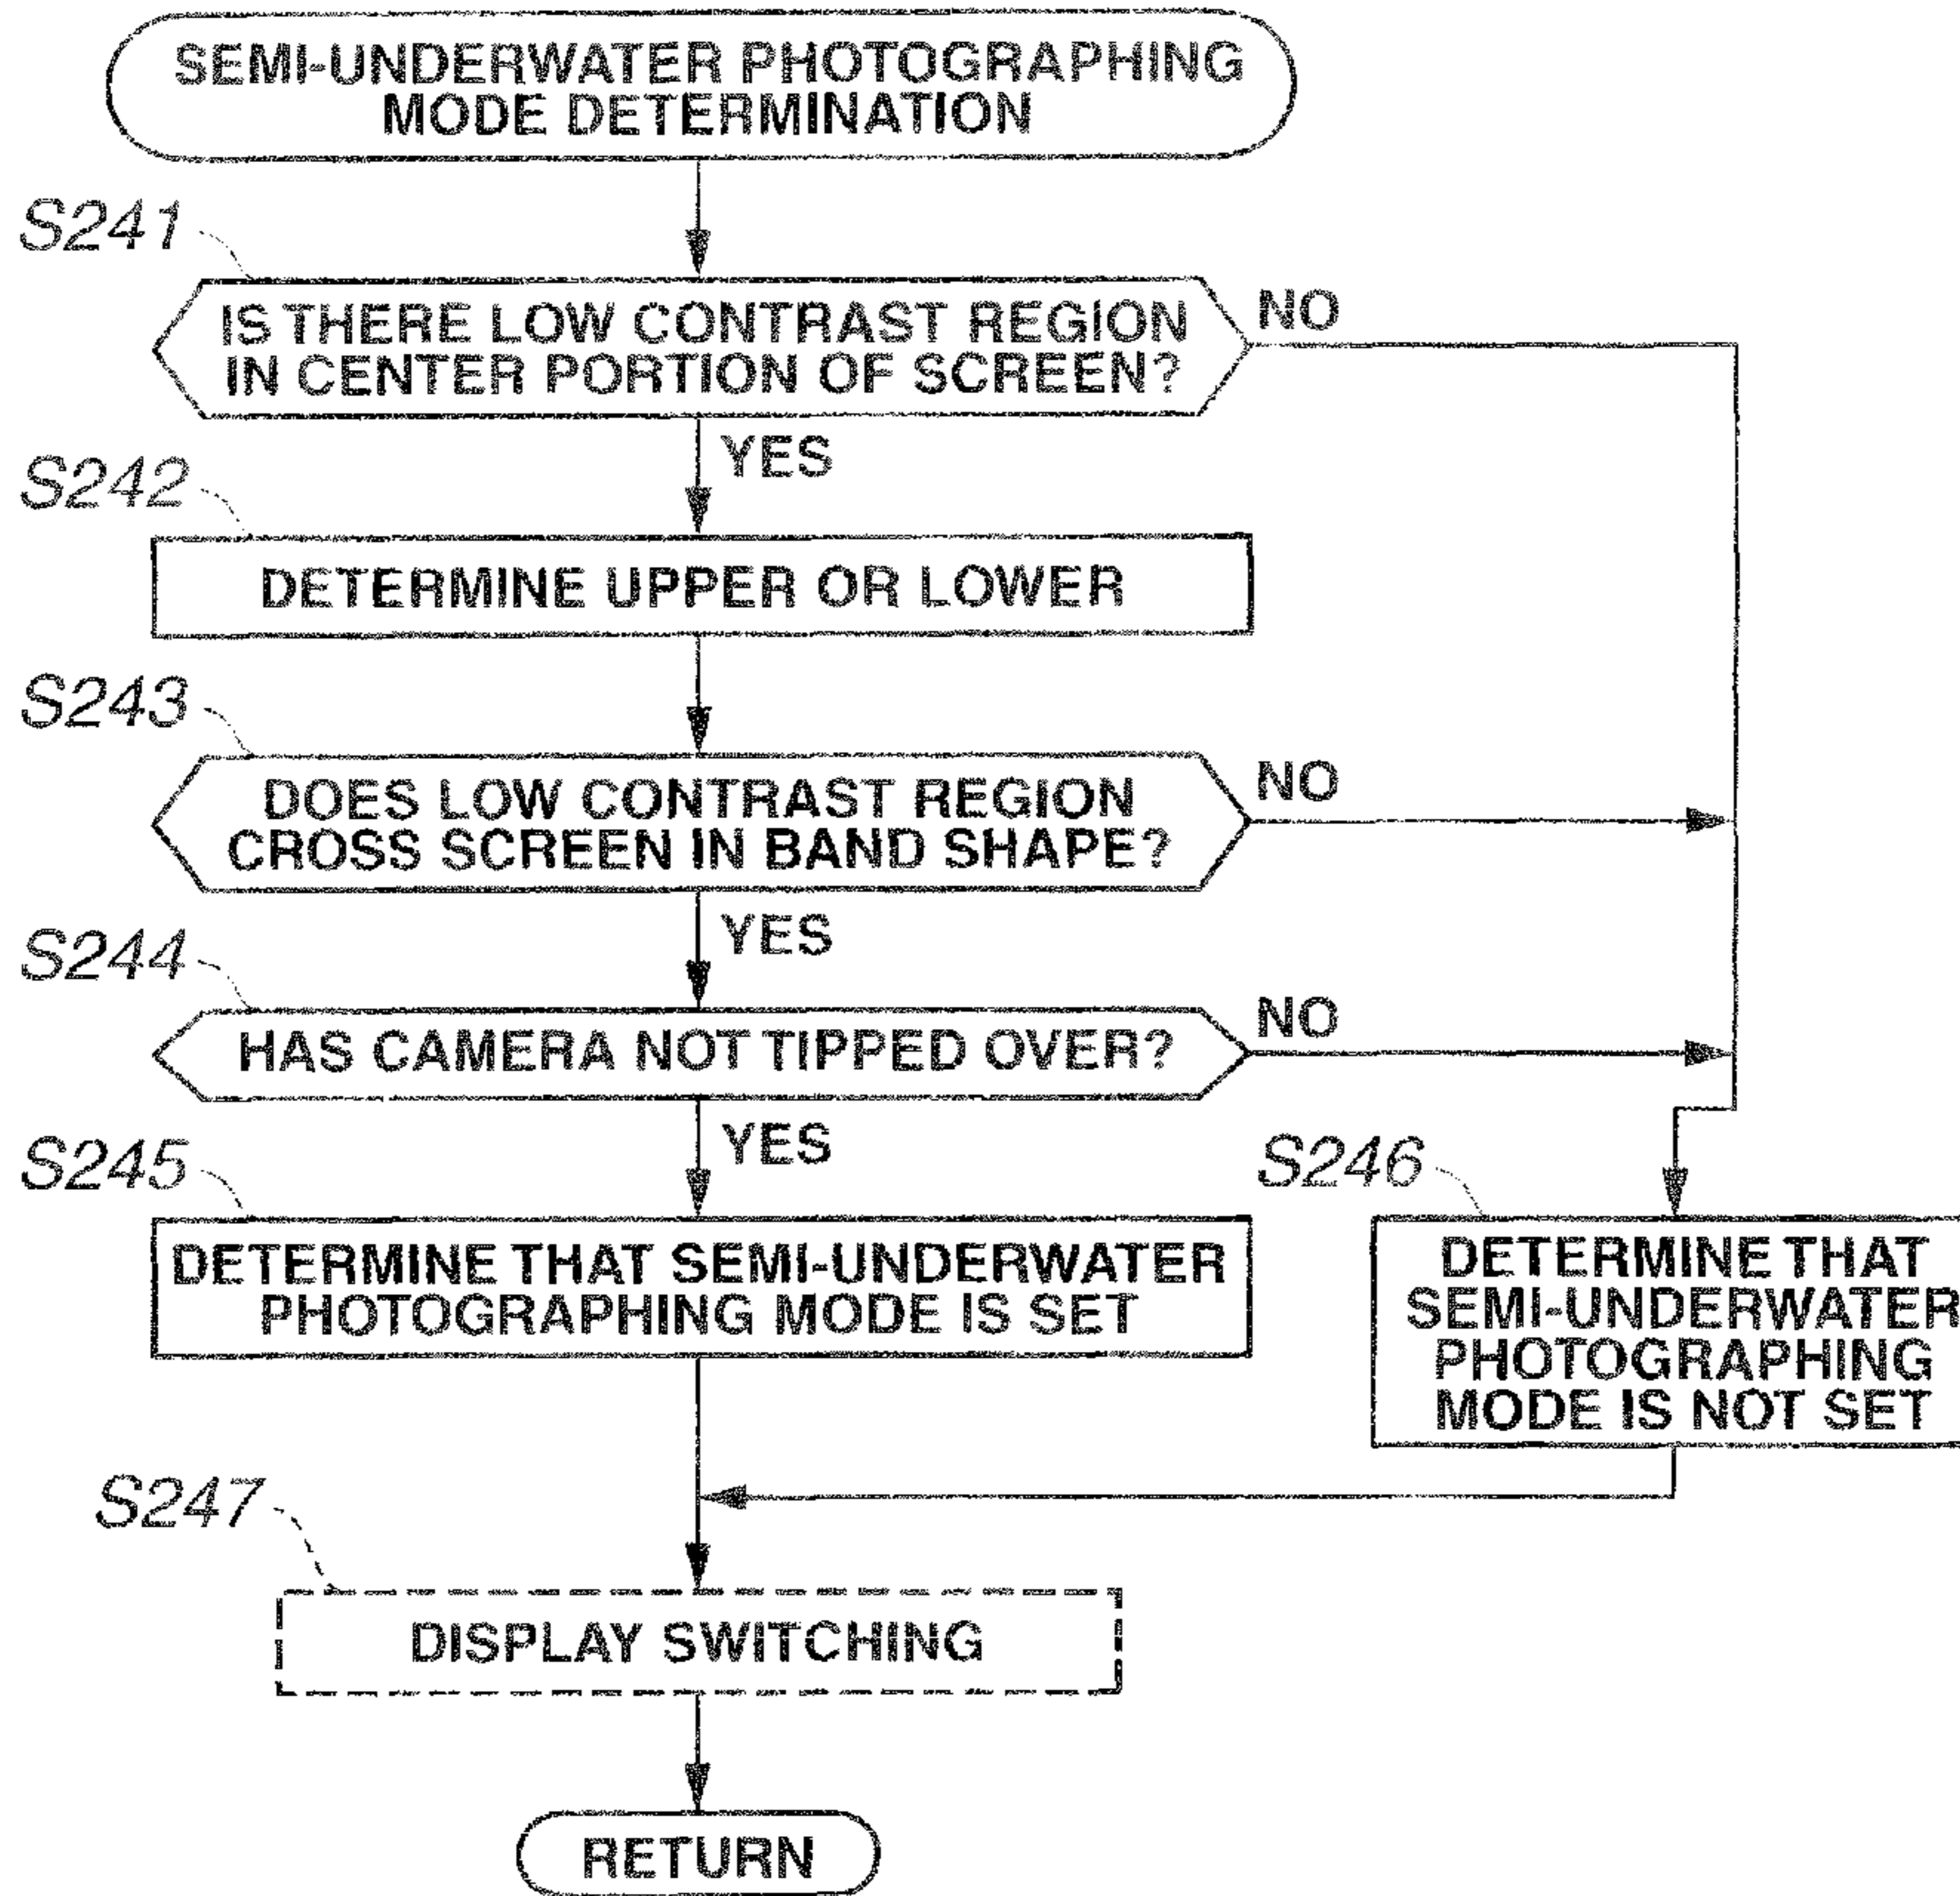 SEMI-UNDERWATER PHOTOGRAPHING
MODE DETERMINATION
S241
IS THERE LOW CONTRAST REGION
IN CENTER PORTION OF SCREEN?
NO
YES
S242
DETERMINE UPPER OR LOWER
S243
DOES LOW CONTRAST REGION
CROSS SCREEN IN BAND SHAPE?
NO
YES
S244
HAS CAMERA NOT TIPPED OVER?
NO
YES
S245
DETERMINE THAT SEMI-UNDERWATER
PHOTOGRAPHING MODE IS SET
S246
DETERMINE THAT
SEMI-UNDERWATER
PHOTOGRAPHING
MODE IS NOT SET
S247
DISPLAY SWITCHING
RETURN